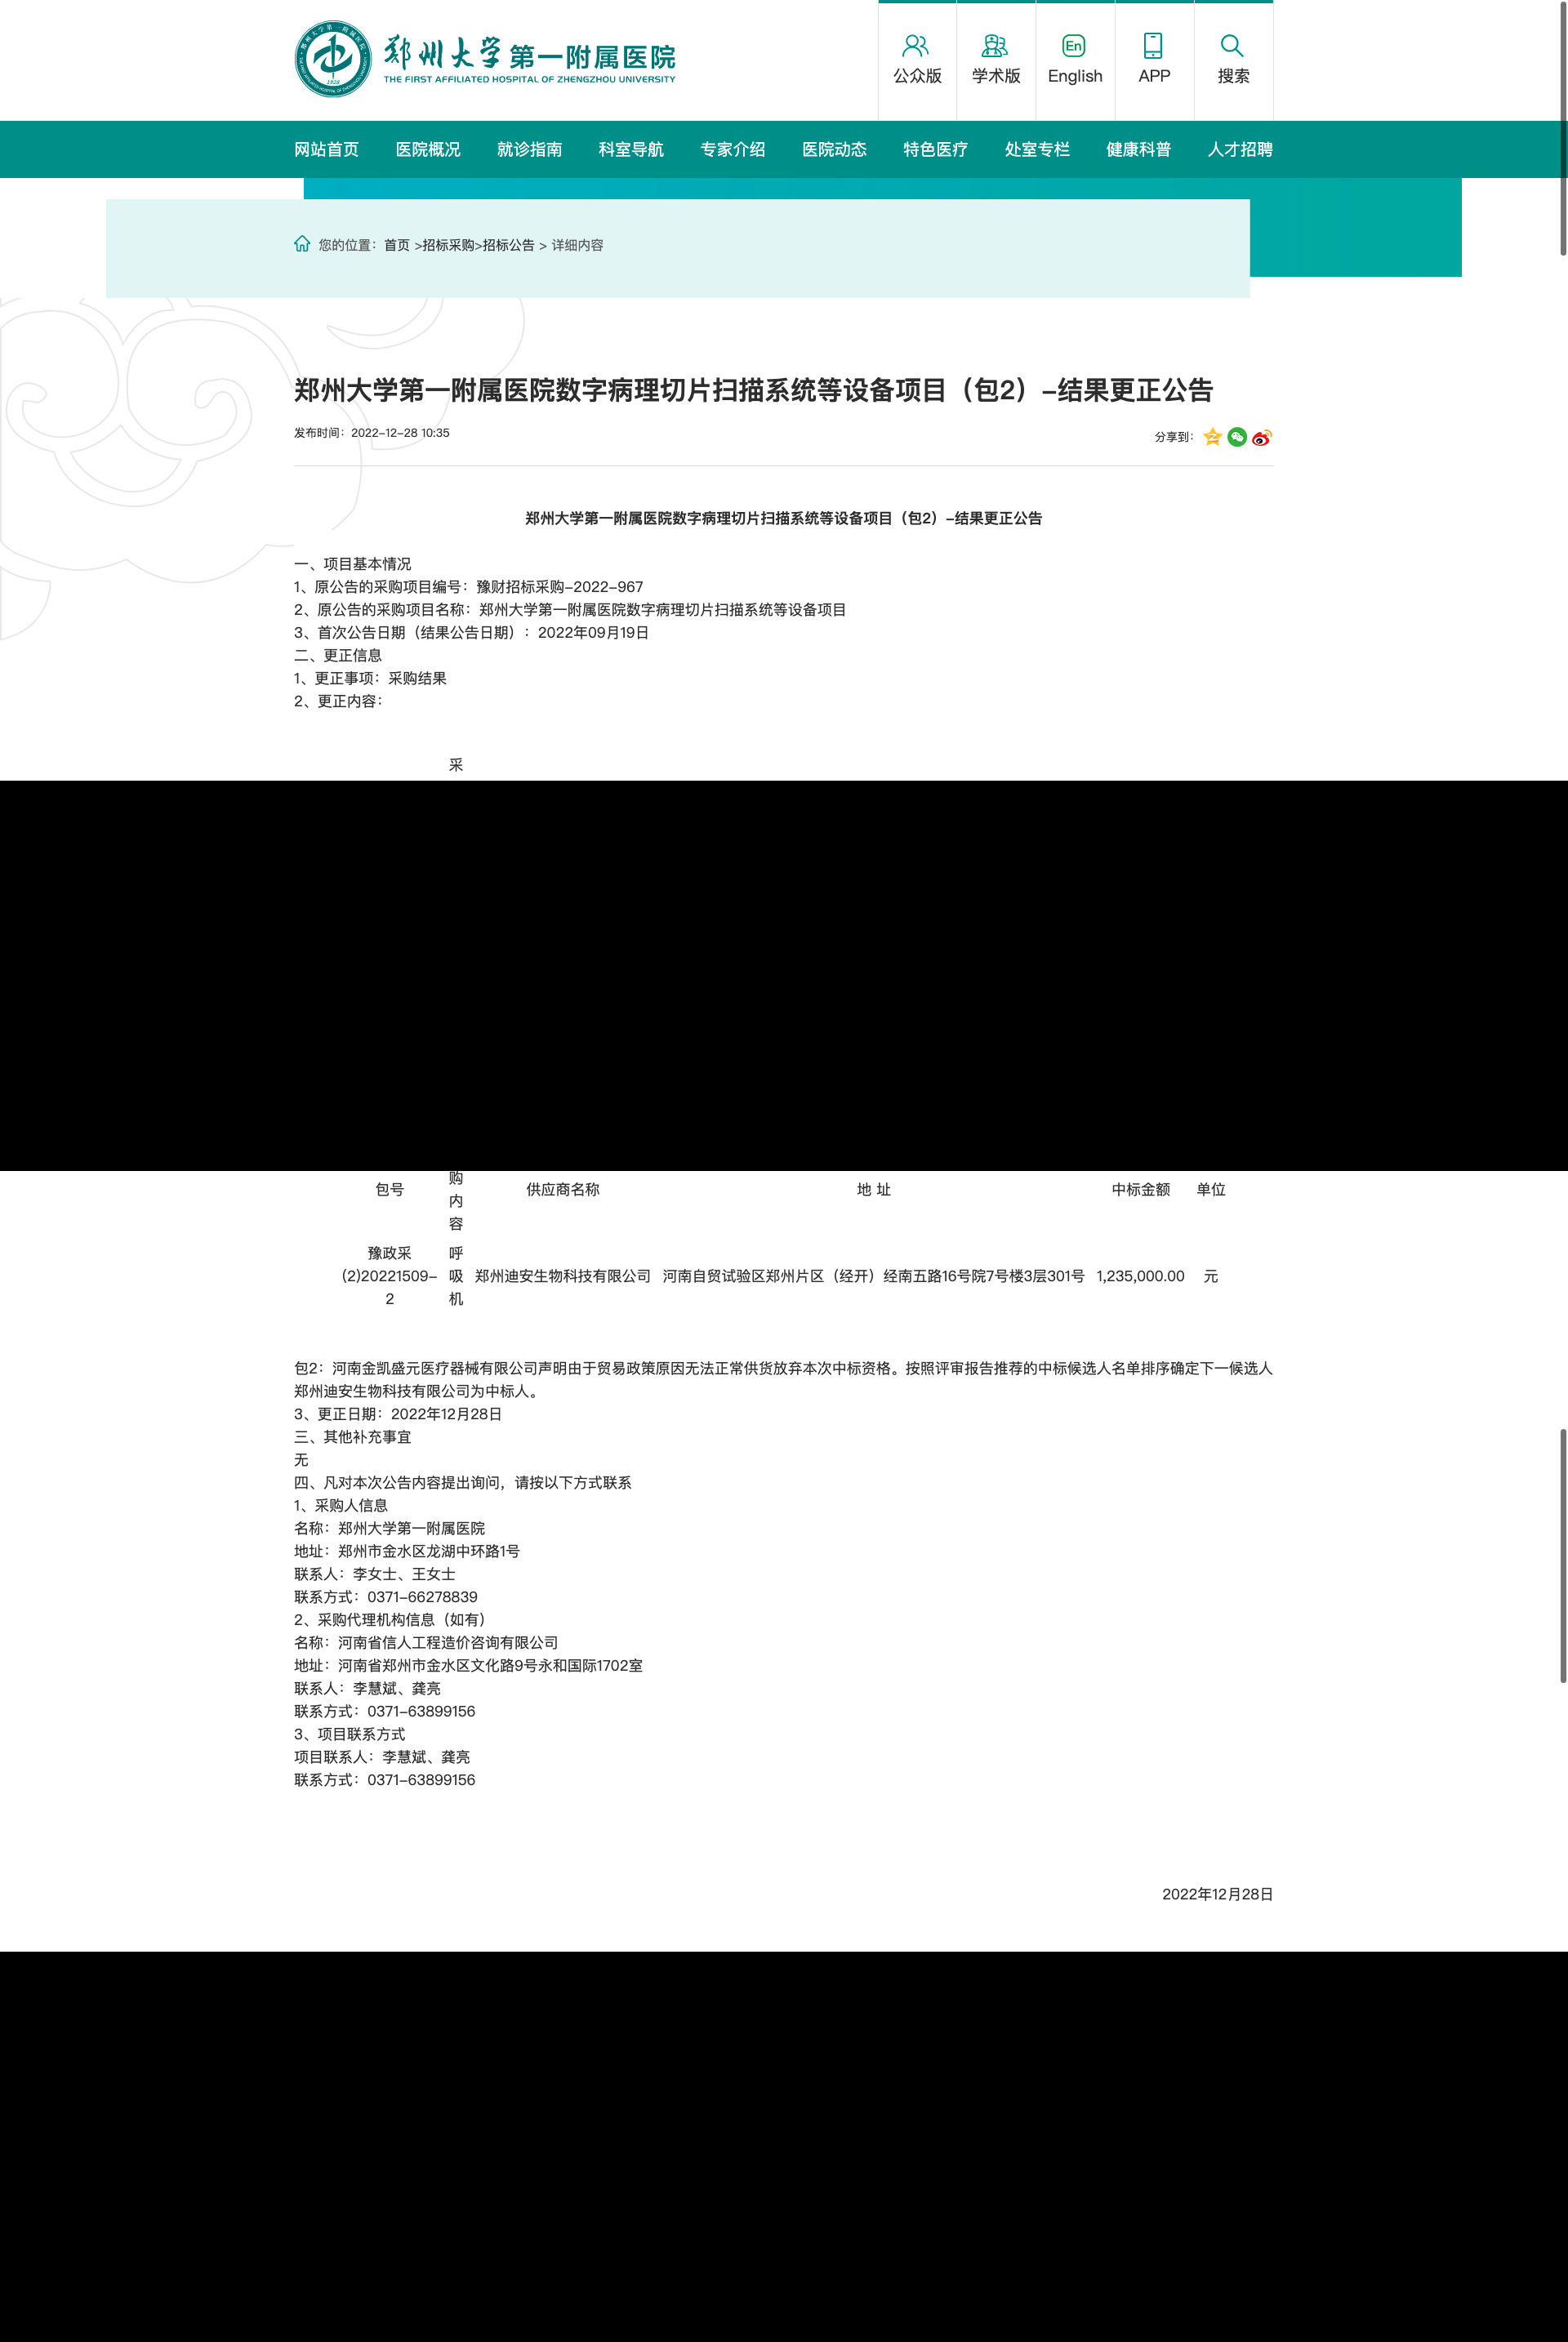 郑州大学第一附属医院
THE FIRST AFFILIATED HOSPITAL OF ZHENGZHOU UNIVERSITY
公众版 学术版 En English APP 搜索
网站首页 医院概况 就诊指南 科室导航 专家介绍 医院动态 特色医疗 处室专栏 健康科普 人才招聘
您的位置：首页 >招标采购>招标公告 > 详细内容
郑州大学第一附属医院数字病理切片扫描系统等设备项目（包2）-结果更正公告
发布时间：2022-12-28 10:35
分享到：
郑州大学第一附属医院数字病理切片扫描系统等设备项目（包2）-结果更正公告
一、项目基本情况
1、原公告的采购项目编号：豫财招标采购-2022-967
2、原公告的采购项目名称：郑州大学第一附属医院数字病理切片扫描系统等设备项目
3、首次公告日期（结果公告日期）：2022年09月19日
二、更正信息
1、更正事项：采购结果
2、更正内容：
采
购
包号 内 供应商名称 地 址 中标金额 单位
容
豫政采 呼
(2)20221509- 吸 郑州迪安生物科技有限公司 河南自贸试验区郑州片区（经开）经南五路16号院7号楼3层301号 1,235,000.00 元
2 机
包2：河南金凯盛元医疗器械有限公司声明由于贸易政策原因无法正常供货放弃本次中标资格。按照评审报告推荐的中标候选人名单排序确定下一候选人
郑州迪安生物科技有限公司为中标人。
3、更正日期：2022年12月28日
三、其他补充事宜
无
四、凡对本次公告内容提出询问，请按以下方式联系
1、采购人信息
名称：郑州大学第一附属医院
地址：郑州市金水区龙湖中环路1号
联系人：李女士、王女士
联系方式：0371-66278839
2、采购代理机构信息（如有）
名称：河南省信人工程造价咨询有限公司
地址：河南省郑州市金水区文化路9号永和国际1702室
联系人：李慧斌、龚亮
联系方式：0371-63899156
3、项目联系方式
项目联系人：李慧斌、龚亮
联系方式：0371-63899156
2022年12月28日